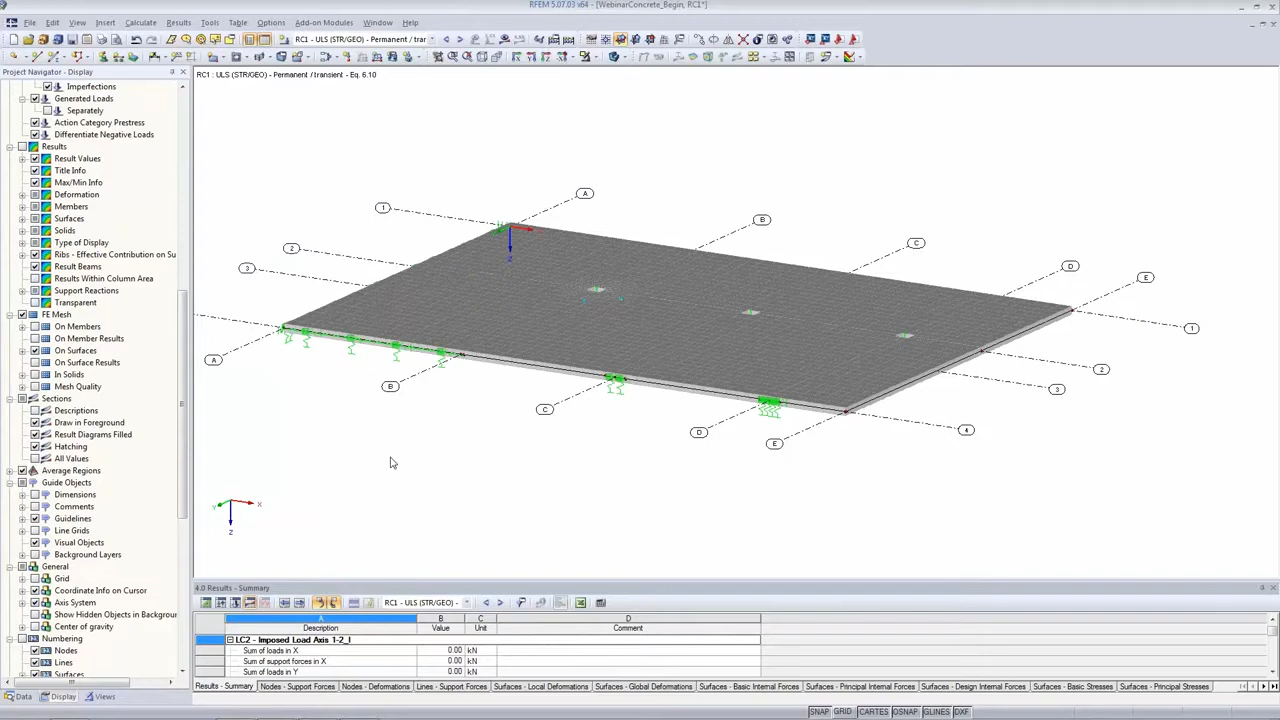 RFEM 5.07.03 x64 - [WebinarConcrete_Begin, RC1*]
File Edit View Insert Calculate Results Tools Table Options Add-on Modules Window Help
RC1 - ULS (STR/GEO) - Permanent / trar
Project Navigator - Display
RC1 : ULS (STR/GEO) - Permanent / transient - Eq. 6.10
Imperfections
Generated Loads
Separately
Action Category Prestress
Differentiate Negative Loads
Results
Result Values
Title Info
Max/Min Info
Deformation
Members
Surfaces
Solids
Type of Display
Ribs - Effective Contribution on Su
Result Beams
Results Within Column Area
Support Reactions
Transparent
FE Mesh
On Members
On Member Results
On Surfaces
On Surface Results
In Solids
Mesh Quality
Sections
Descriptions
Draw in Foreground
Result Diagrams Filled
Hatching
All Values
Average Regions
Guide Objects
Dimensions
Comments
Guidelines
Line Grids
Visual Objects
Background Layers
General
Grid
Coordinate Info on Cursor
Axis System
Show Hidden Objects in Backgroun
Center of gravity
Numbering
Nodes
Lines
Surfaces
Data Display Views
A
1
B
2
C
3
D
E
Z
1
A
2
B
3
C
4
D
E
X
Y
Z
4.0 Results - Summary
RC1 - ULS (STR/GEO) -
A B C D
Description Value Unit Comment
LC2 - Imposed Load Axis 1-2_I
Sum of loads in X 0.00 kN
Sum of support forces in X 0.00 kN
Sum of loads in Y 0.00 kN
Results - Summary Nodes - Support Forces Nodes - Deformations Lines - Support Forces Surfaces - Local Deformations Surfaces - Global Deformations Surfaces - Basic Internal Forces Surfaces - Principal Internal Forces Surfaces - Design Internal Forces Surfaces - Basic Stresses Surfaces - Principal Stresses
SNAP GRID CARTES OSNAP GLINES DXF